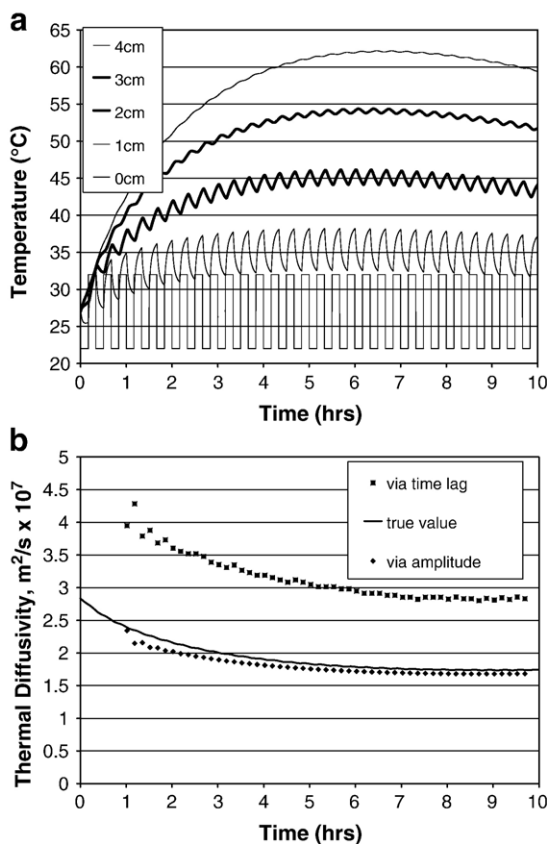 a
65
60
55
50
45
40
35
30
25
20
Temperature (°C)
4cm
3cm
2cm
1cm
0cm
0 1 2 3 4 5 6 7 8 9 10
Time (hrs)
b
5
4.5
4
3.5
3
2.5
2
1.5
1
0.5
0
Thermal Diffusivity, m²/s x 10⁷
via time lag
true value
via amplitude
0 1 2 3 4 5 6 7 8 9 10
Time (hrs)